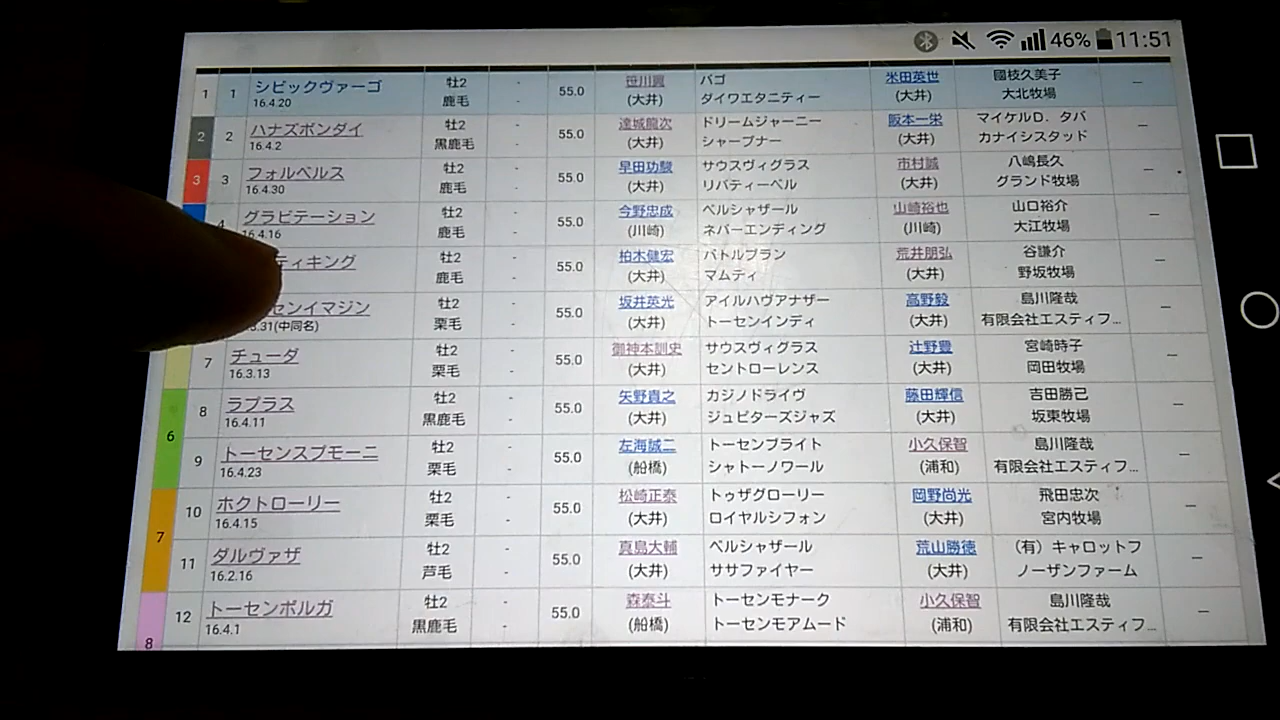 46% 11:51
1 1 シビックヴァーゴ 牡2 - 55.0 笹川翼 バゴ 米田英世 國枝久美子 —
16.4.20 鹿毛 - (大井) ダイワエタニティー (大井) 大北牧場
2 2 ハナズボンダイ 牡2 - 55.0 達城龍次 ドリームジャーニー 阪本一栄 マイケルD．タバ —
16.4.2 黒鹿毛 - (大井) シャープナー (大井) カナイシスタッド
3 3 フォルベルス 牡2 - 55.0 早田功駿 サウスヴィグラス 市村誠 八嶋長久 —
16.4.30 鹿毛 - (大井) リバティーベル (大井) グランド牧場
4 グラビテーション 牡2 - 55.0 今野忠成 ベルシャザール 山崎裕也 山口裕介 —
16.4.16 鹿毛 - (川崎) ネバーエンディング (川崎) 大江牧場
ティキング 牡2 - 55.0 柏木健宏 バトルプラン 荒井朋弘 谷謙介 —
鹿毛 - (大井) マムティ (大井) 野坂牧場
センイマジン 牡2 - 55.0 坂井英光 アイルハヴアナザー 高野毅 島川隆哉 —
.31(中同名) 栗毛 - (大井) トーセンインディ (大井) 有限会社エスティフ...
7 チューダ 牡2 - 55.0 御神本訓史 サウスヴィグラス 辻野豊 宮崎時子 —
16.3.13 栗毛 - (大井) セントローレンス (大井) 岡田牧場
6 8 ラプラス 牡2 - 55.0 矢野貴之 カジノドライヴ 藤田輝信 吉田勝己 —
16.4.11 黒鹿毛 - (大井) ジュピターズジャズ (大井) 坂東牧場
9 トーセンスプモーニ 牡2 - 55.0 左海誠二 トーセンブライト 小久保智 島川隆哉 —
16.4.23 栗毛 - (船橋) シャトーノワール (浦和) 有限会社エスティフ...
7 10 ホクトローリー 牡2 - 55.0 松崎正泰 トゥザグローリー 岡野尚光 飛田忠次 —
16.4.15 栗毛 - (大井) ロイヤルシフォン (大井) 宮内牧場
11 ダルヴァザ 牡2 - 55.0 真島大輔 ベルシャザール 荒山勝徳 （有）キャロットフ —
16.2.16 芦毛 - (大井) ササファイヤー (大井) ノーザンファーム
8 12 トーセンボルガ 牡2 - 55.0 森泰斗 トーセンモナーク 小久保智 島川隆哉 —
16.4.1 黒鹿毛 - (船橋) トーセンモアムード (浦和) 有限会社エスティフ...